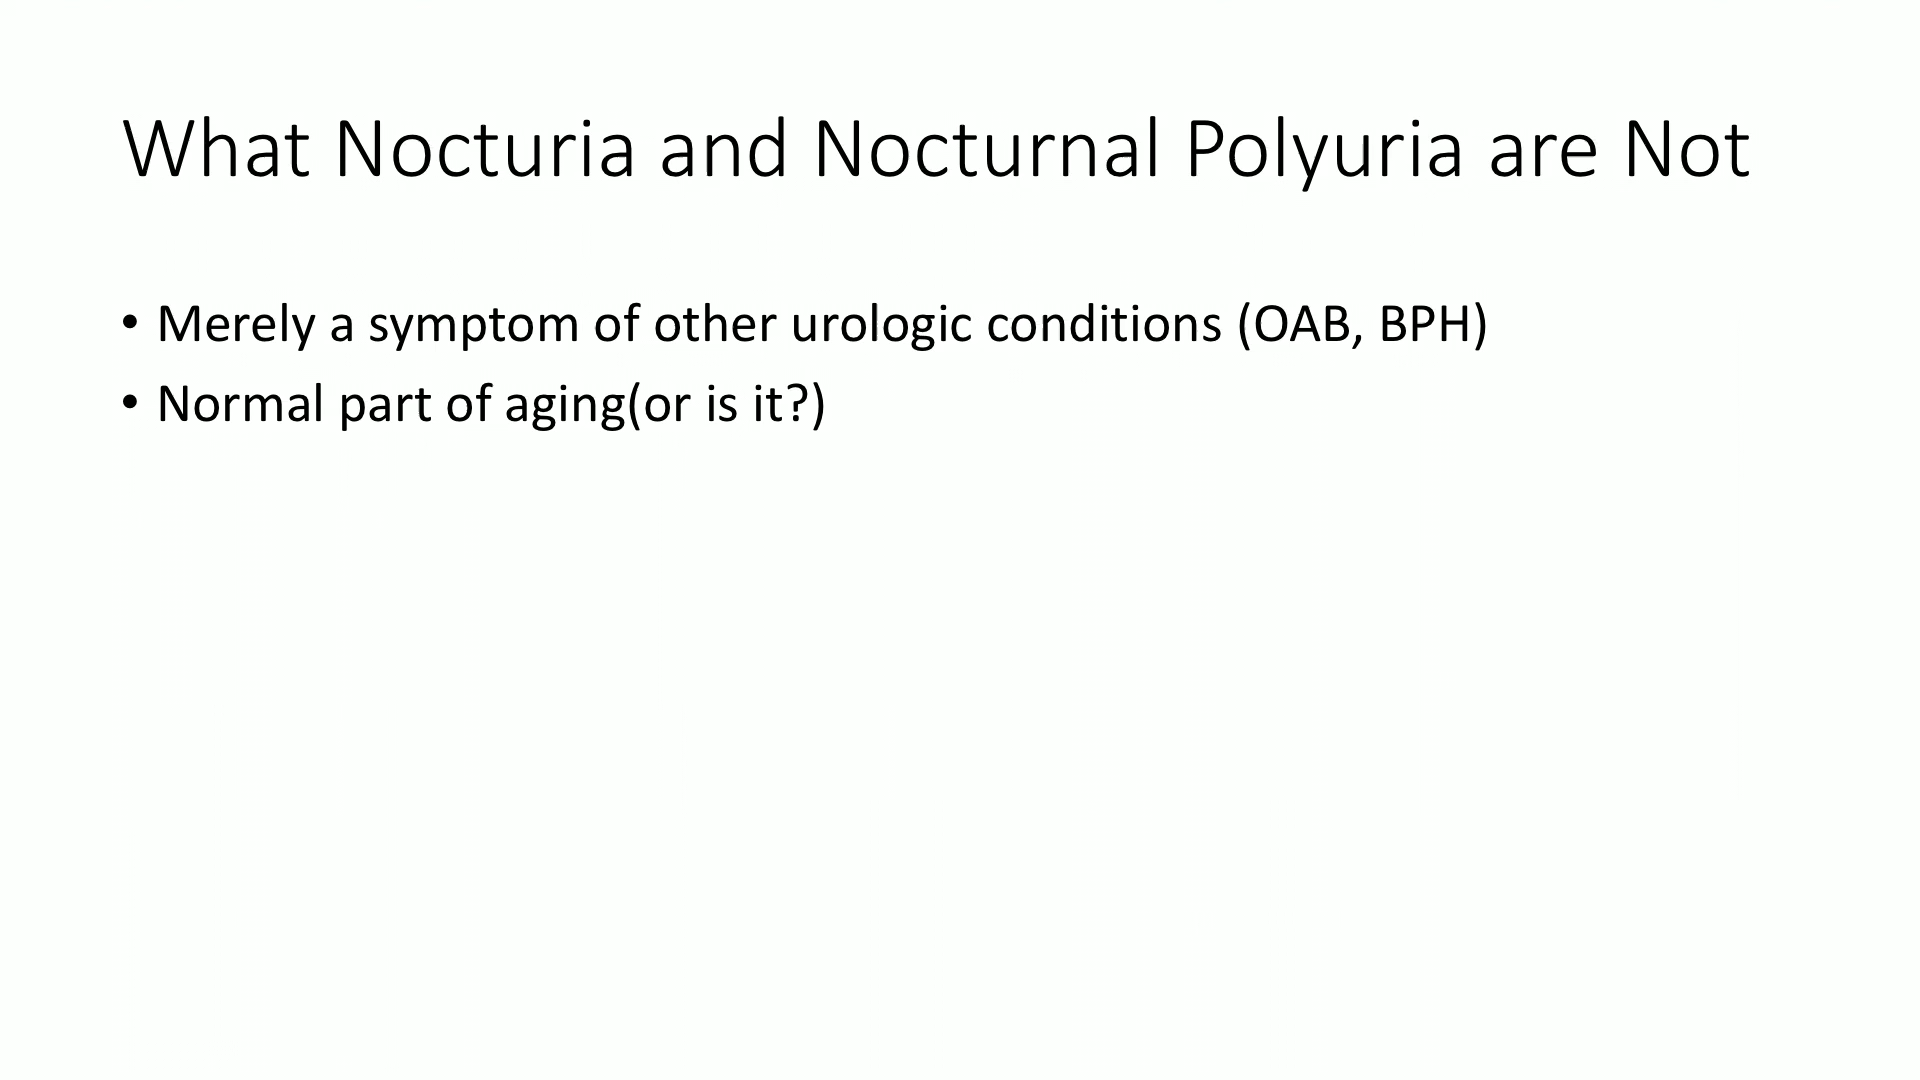 What Nocturia and Nocturnal Polyuria are Not
• Merely a symptom of other urologic conditions (OAB, BPH)
• Normal part of aging(or is it?)